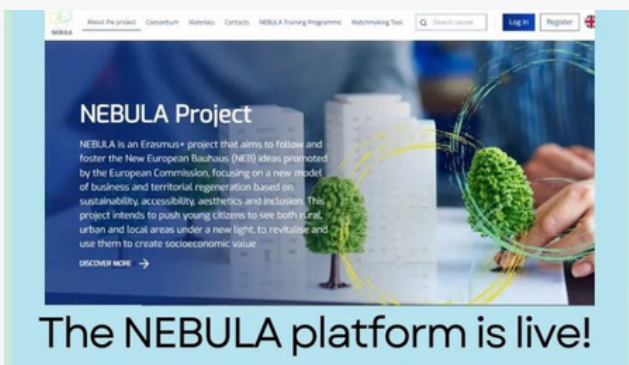 NEBULA
About the project Consortium Materials Contacts NEBULA Training Programme Watchmaking Tool Search course Log in Register
NEBULA Project
NEBULA is an Erasmus+ project that aims to follow and
foster the New European Bauhaus (NEB) ideas promoted
by the European Commission, focusing on a new model
of business and territorial regeneration based on
sustainability, accessibility, aesthetics and inclusion. This
project intends to push young citizens to see both rural,
urban and local areas under a new light, to revitalise and
use them to create socioeconomic value
DISCOVER MORE →
The NEBULA platform is live!